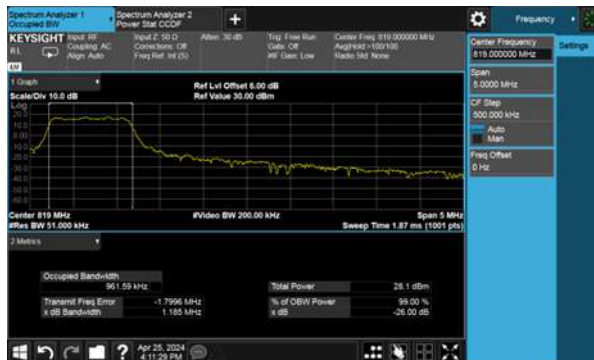 Spectrum Analyzer 1
Occupied BW
Spectrum Analyzer 2
Power Stat CCDF
+
Frequency
KEYSIGHT
Input: RF
Coupling: AC
Align: Auto
Input Z: 50 Ω
Corrections: Off
Freq Ref: Int (S)
Atten: 30 dB
Trig: Free Run
Gate: Off
#IF Gain: Low
Center Freq: 819.000000 MHz
Avg|Hold: >100/100
Radio Std: None
Center Frequency
819.000000 MHz
Settings
Span
5.0000 MHz
CF Step
500.000 kHz
Auto
Man
Freq Offset
0 Hz
1 Graph
Scale/Div 10.0 dB
Ref Lvl Offset 6.00 dB
Ref Value 30.00 dBm
Log
Center 819 MHz
#Video BW 200.00 kHz
Span 5 MHz
#Res BW 51.000 kHz
Sweep Time 1.87 ms (1001 pts)
2 Metrics
Occupied Bandwidth
961.59 kHz
Total Power
28.1 dBm
Transmit Freq Error
-1.7996 MHz
% of OBW Power
99.00 %
x dB Bandwidth
1.185 MHz
x dB
-26.00 dB
?
Apr 25, 2024
4:11:29 PM